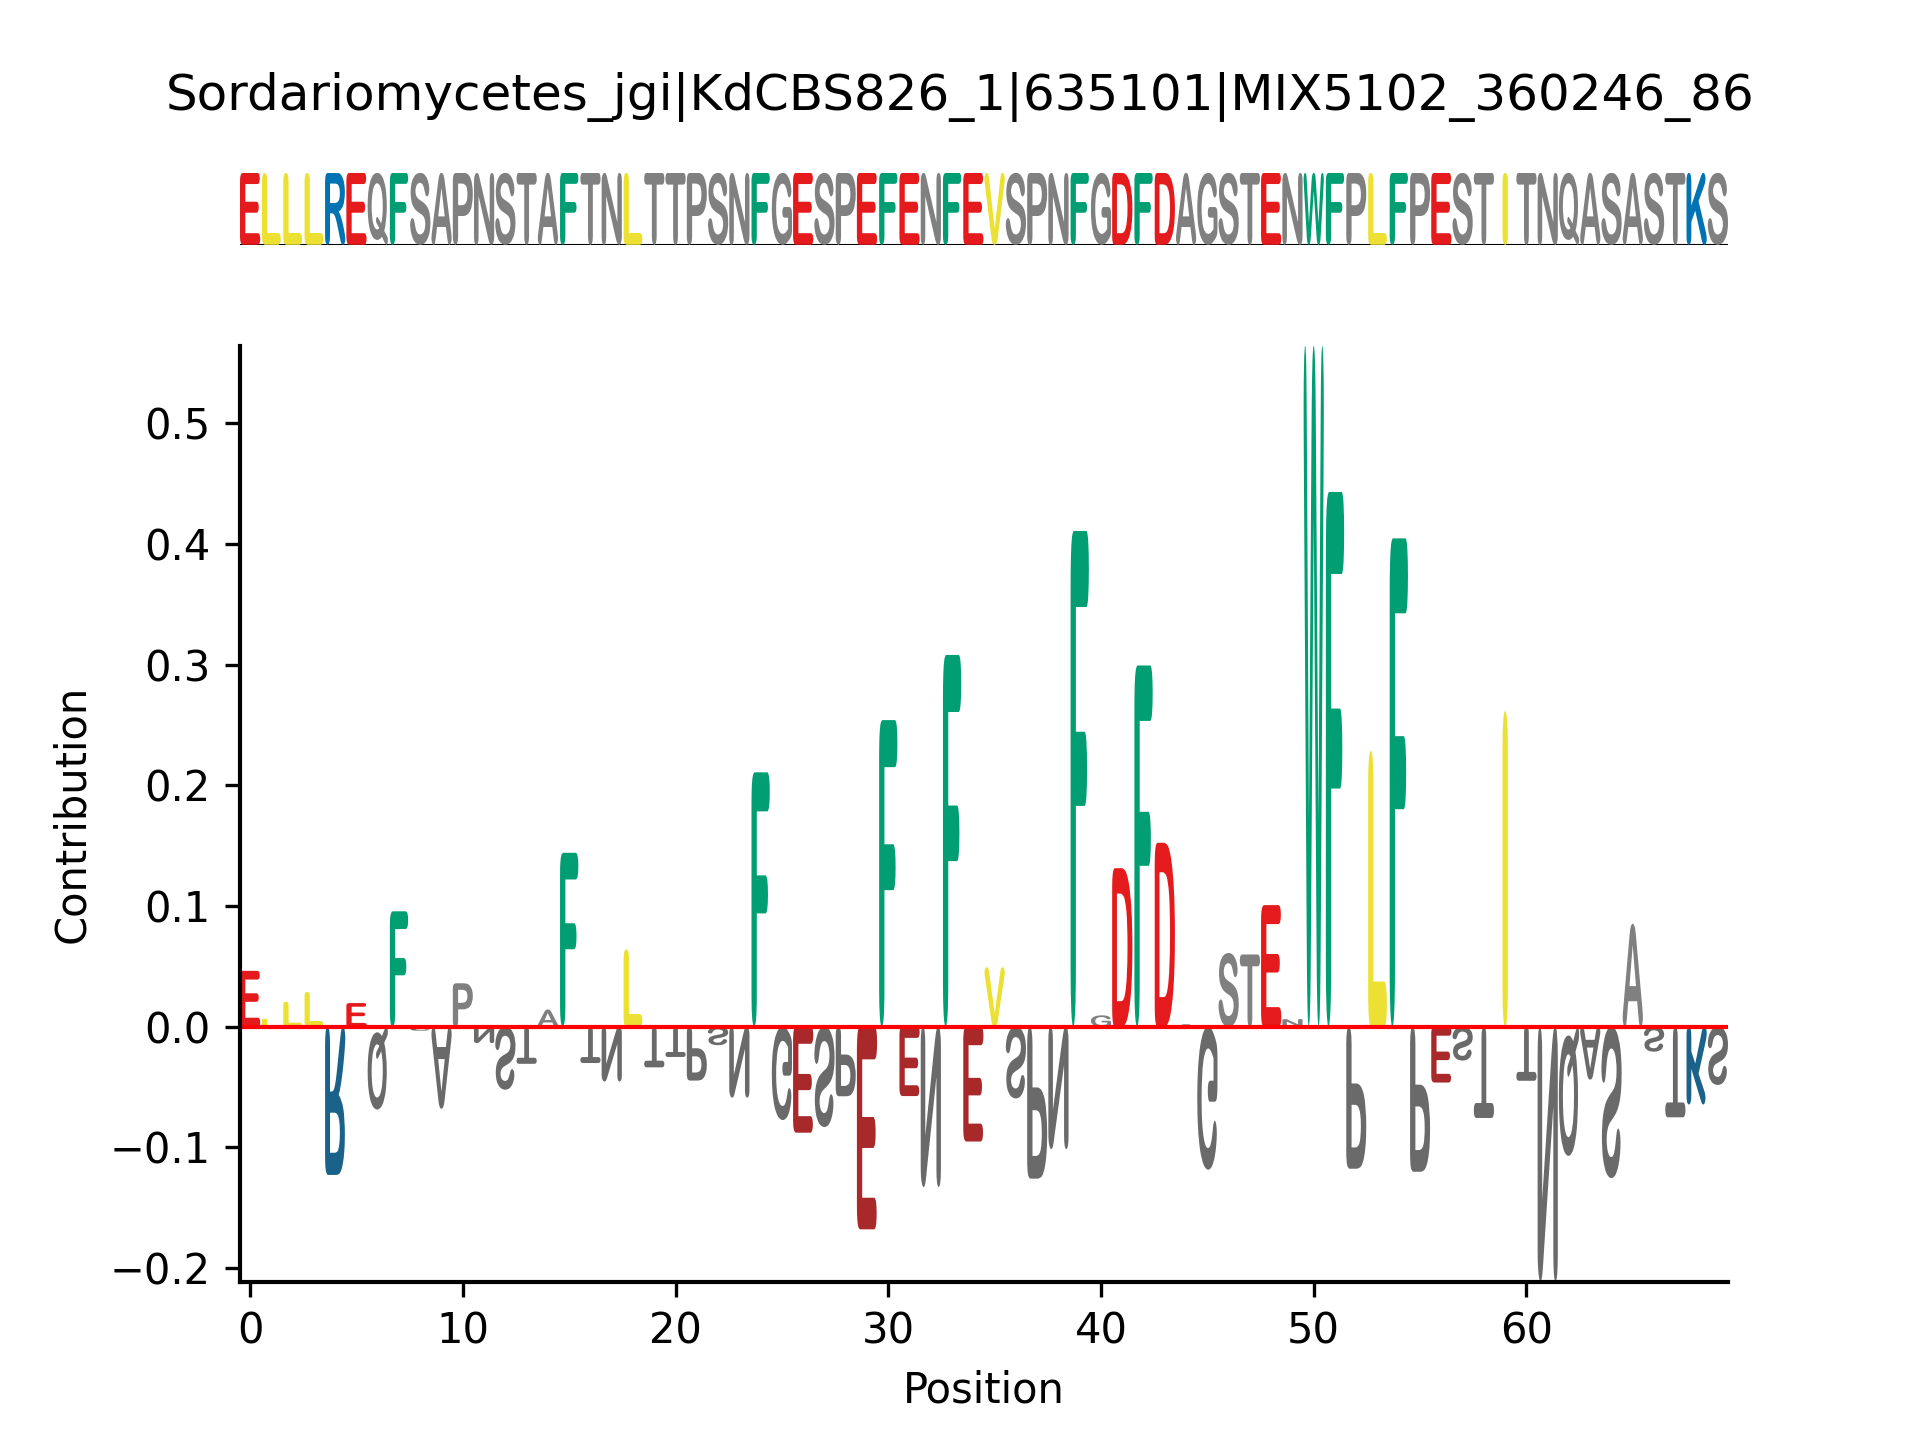 Sordariomycetes_jgi|KdCBS826_1|635101|MIX5102_360246_86
ELLLREQFSAPNSTAFTNLTTPSNFGESPEFENFEVSPNFGDFDAGSTENWFPLFPESTITNQASASTKS
Contribution
0.5
0.4
0.3
0.2
0.1
0.0
−0.1
−0.2
0 10 20 30 40 50 60
Position